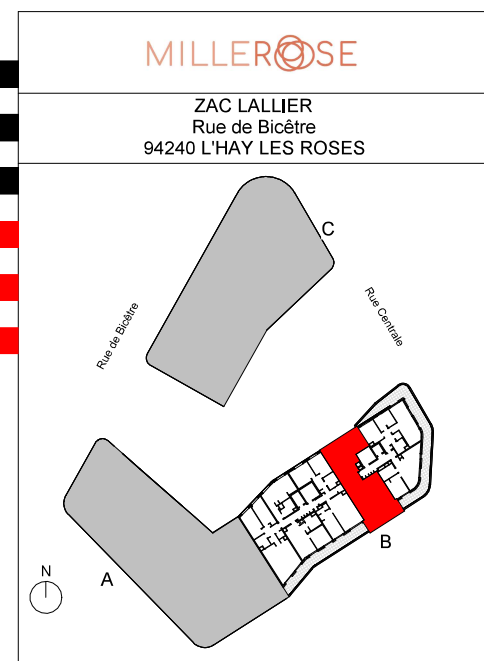 MILLEROSE
ZAC LALLIER
Rue de Bicêtre
94240 L'HAY LES ROSES
C
Rue de Bicêtre
Rue Centrale
B
N
A